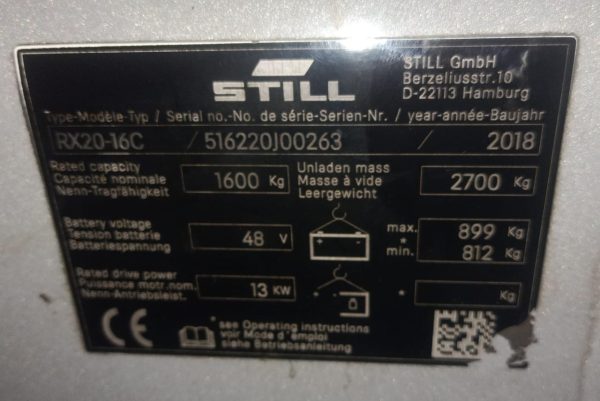 STILL
STILL GmbH
Berzeliusstr.10
D-22113 Hamburg
Type-Modèle-Typ / Serial no.-No. de série-Serien-Nr. / year-année-Baujahr
RX20-16C / 516220J00263 / 2018
Rated capacity
Capacité nominale
Nenn-Tragfähigkeit
1600 Kg
Unladen mass
Masse à vide
Leergewicht
2700 Kg
Battery voltage
Tension batterie
Batteriespannung
48 V
max. 899 Kg
*
min. 812 Kg
Rated drive power
Puissance motr.nom.
Nenn-Antriebsleist.
13 KW
* Kg
CE
*see Operating instructions
voir Mode d'emploi
siehe Betriebsanleitung